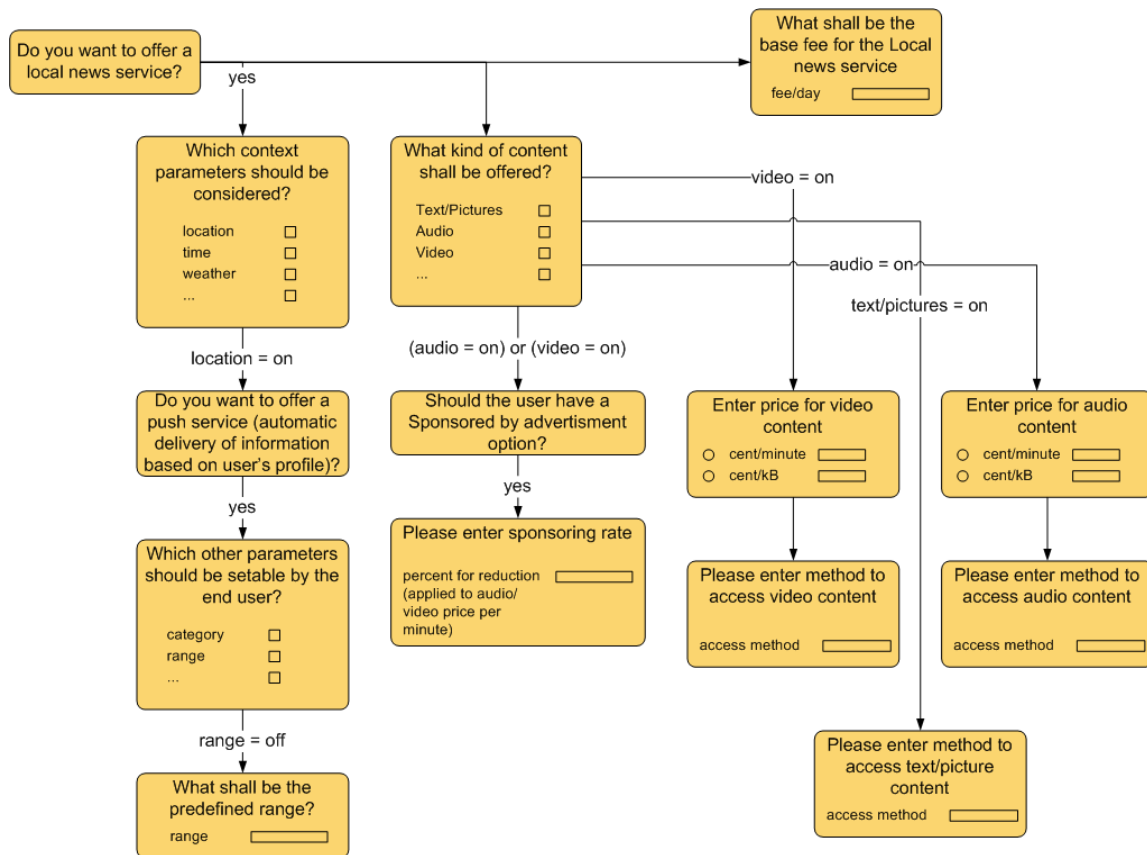 Do you want to offer a
local news service?
yes
What shall be the
base fee for the Local
news service
fee/day
Which context
parameters should be
considered?
location
time
weather
...
What kind of content
shall be offered?
Text/Pictures
Audio
Video
...
video = on
audio = on
text/pictures = on
location = on
(audio = on) or (video = on)
Do you want to offer a
push service (automatic
delivery of information
based on user's profile)?
Should the user have a
Sponsored by advertisment
option?
Enter price for video
content
cent/minute
cent/kB
Enter price for audio
content
cent/minute
cent/kB
yes
yes
Which other parameters
should be setable by the
end user?
category
range
...
Please enter sponsoring rate
percent for reduction
(applied to audio/
video price per
minute)
Please enter method to
access video content
access method
Please enter method to
access audio content
access method
range = off
What shall be the
predefined range?
range
Please enter method to
access text/picture
content
access method